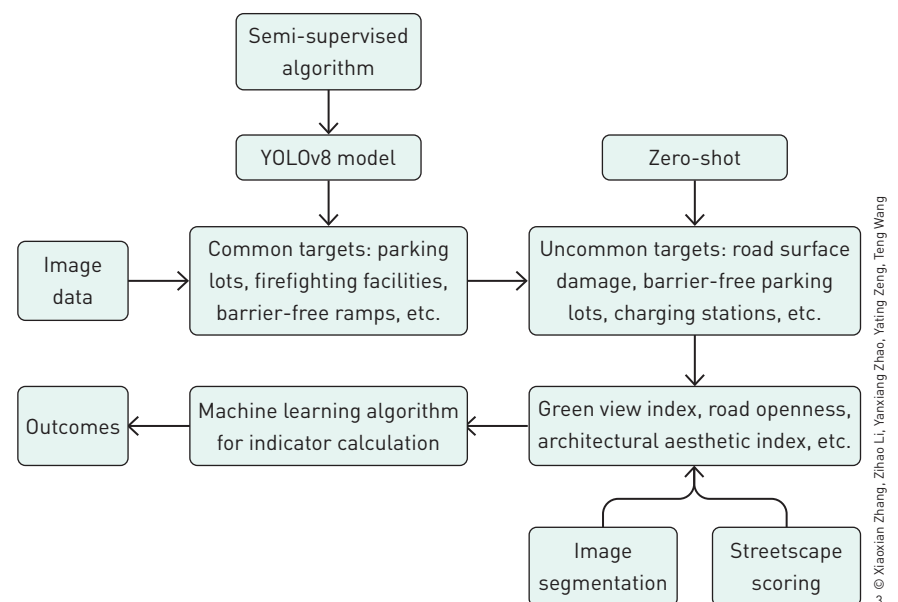 Semi-supervised
algorithm
YOLOv8 model
Zero-shot
Image
data
Common targets: parking
lots, firefighting facilities,
barrier-free ramps, etc.
Uncommon targets: road surface
damage, barrier-free parking
lots, charging stations, etc.
Outcomes
Machine learning algorithm
for indicator calculation
Green view index, road openness,
architectural aesthetic index, etc.
Image
segmentation
Streetscape
scoring
© Xiaoxian Zhang, Zihao Li, Yanxiang Zhao, Yating Zeng, Teng Wang
3